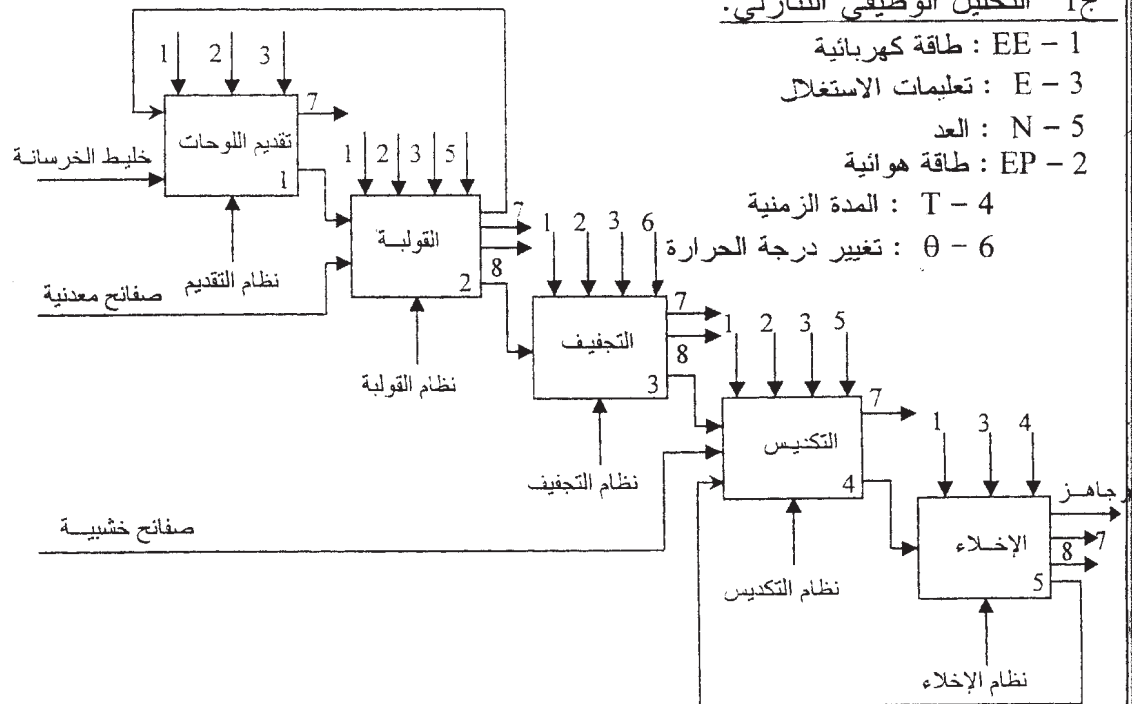 ج1 التحليل الوظيفي التنازلي:
1 – EE : طاقة كهربائية
3 – E : تعليمات الاستغلال
5 – N : العد
2 – EP : طاقة هوائية
4 – T : المدة الزمنية
6 – θ : تغيير درجة الحرارة
1 2 3
7
تقديم اللوحات
1
خليط الخرسانة
نظام التقديم
صفائح معدنية
1 2 3 5
7
القولبة
8
2
نظام القولبة
1 2 3 6
7
التجفيف
8
3
نظام التجفيف
صفائح خشبية
1 2 3 5
7
التكديس
4
نظام التكديس
1 3 4
جاهز
7
الإخلاء
8
5
نظام الإخلاء